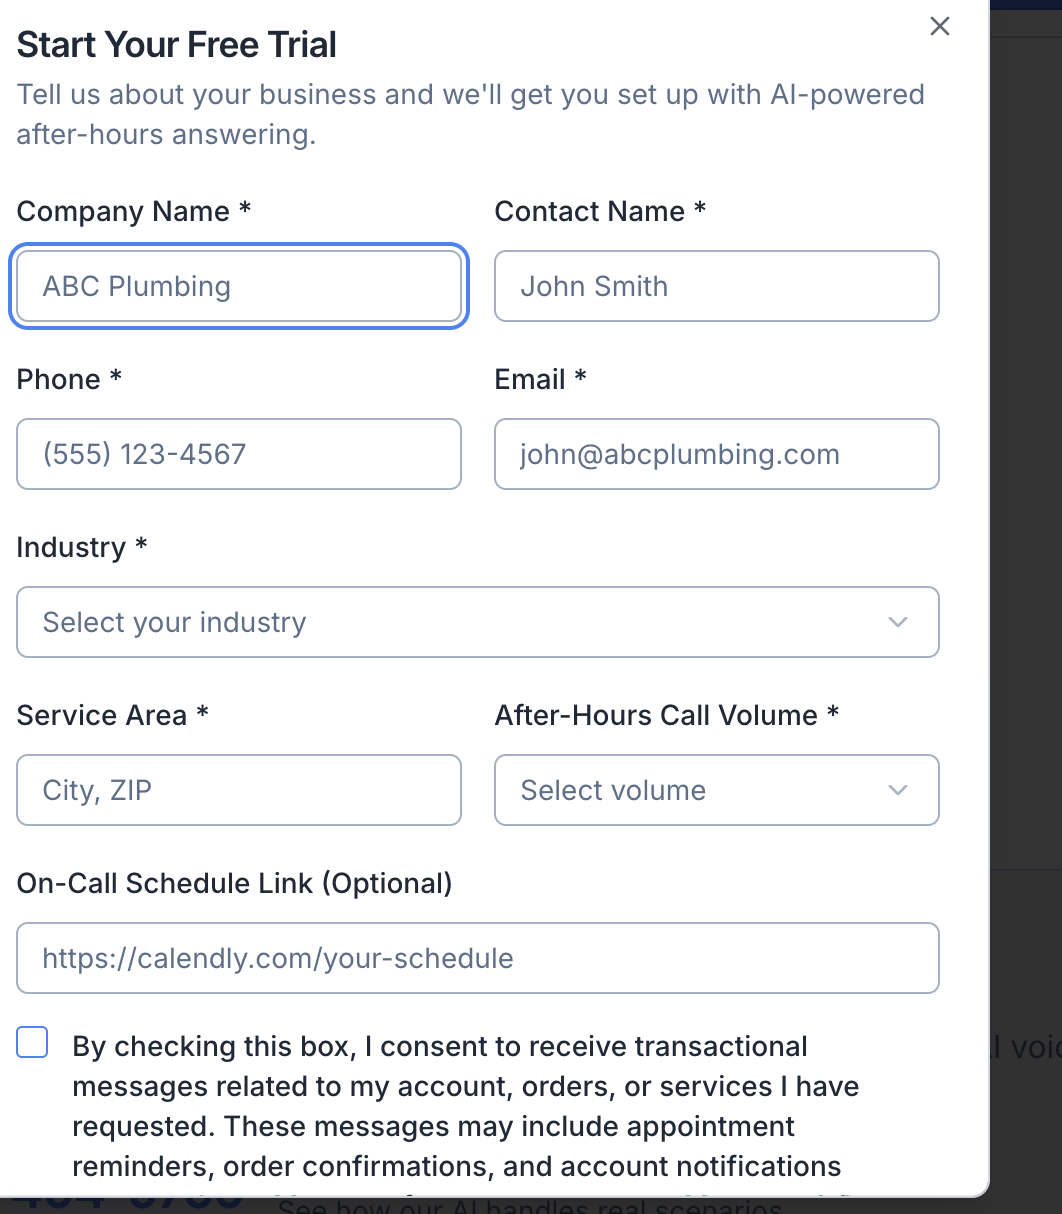 Start Your Free Trial
Tell us about your business and we'll get you set up with AI-powered
after-hours answering.
Company Name *
Contact Name *
ABC Plumbing
John Smith
Phone *
Email *
(555) 123-4567
john@abcplumbing.com
Industry *
Select your industry
Service Area *
After-Hours Call Volume *
City, ZIP
Select volume
On-Call Schedule Link (Optional)
https://calendly.com/your-schedule
By checking this box, I consent to receive transactional
messages related to my account, orders, or services I have
requested. These messages may include appointment
reminders, order confirmations, and account notifications
See how our AI handles real scenarios